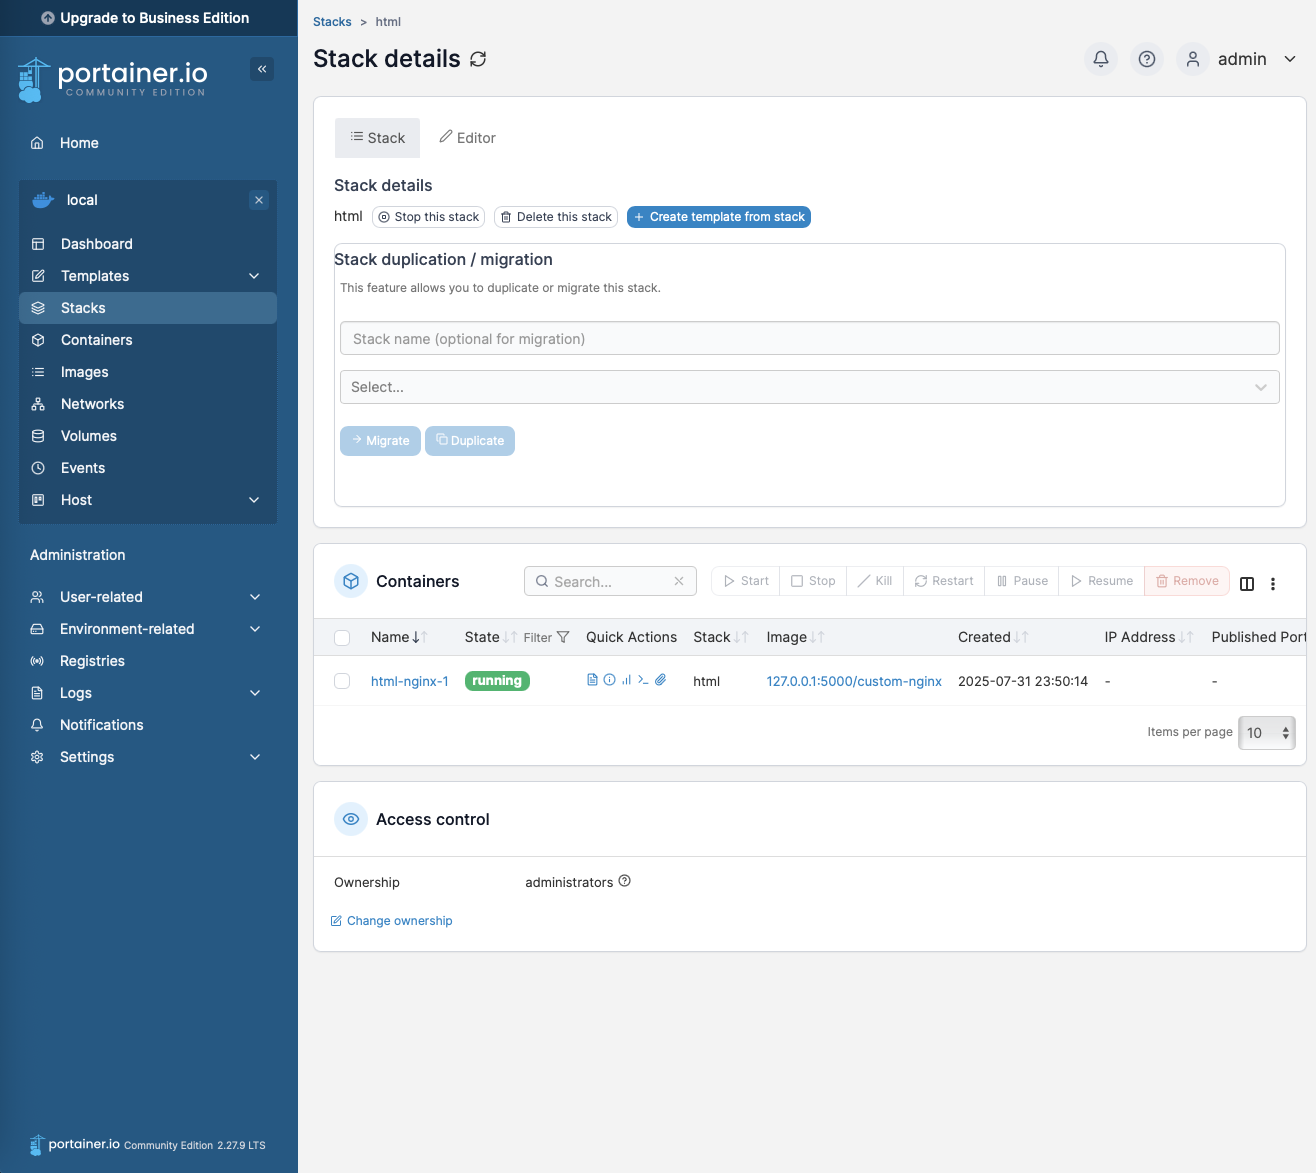 Upgrade to Business Edition
portainer.io
COMMUNITY EDITION
Home
local
Dashboard
Templates
Stacks
Containers
Images
Networks
Volumes
Events
Host
Administration
User-related
Environment-related
Registries
Logs
Notifications
Settings
portainer.io Community Edition 2.27.9 LTS
Stacks > html
Stack details
admin
Stack
Editor
Stack details
html Stop this stack Delete this stack + Create template from stack
Stack duplication / migration
This feature allows you to duplicate or migrate this stack.
Stack name (optional for migration)
Select...
Migrate Duplicate
Containers Search... Start Stop Kill Restart Pause Resume Remove
Name State Filter Quick Actions Stack Image Created IP Address Published Port
html-nginx-1 running html 127.0.0.1:5000/custom-nginx 2025-07-31 23:50:14 - -
Items per page 10
Access control
Ownership administrators
Change ownership